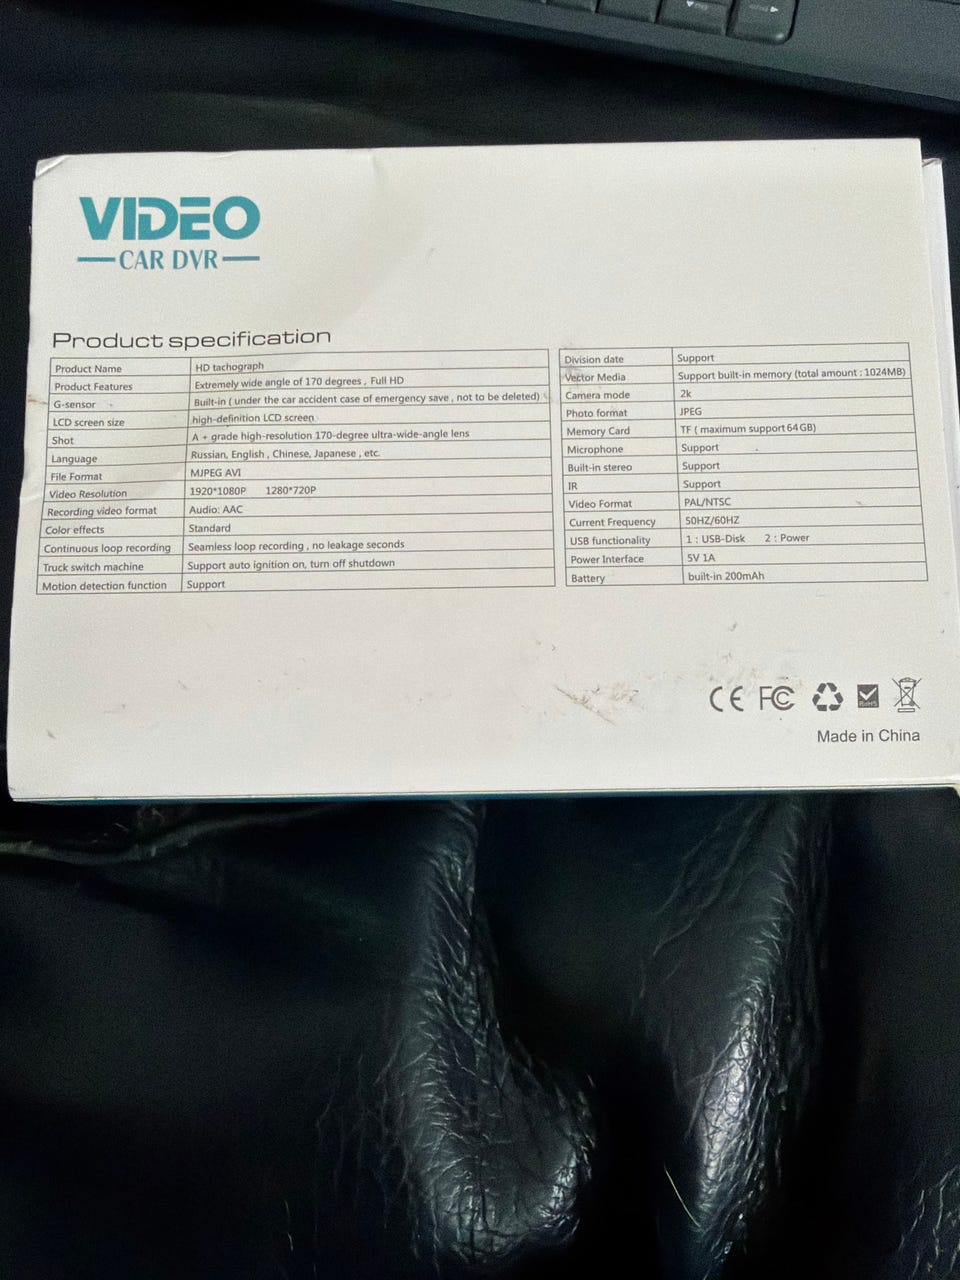 VIDEO
CAR DVR
Product specification
Product Name HD tachograph
Product Features Extremely wide angle of 170 degrees , Full HD
G-sensor Built-in ( under the car accident case of emergency save , not to be deleted)
LCD screen size high-definition LCD screen
Shot A + grade high-resolution 170-degree ultra-wide-angle lens
Language Russian, English , Chinese, Japanese , etc.
File Format MJPEG AVI
Video Resolution 1920*1080P 1280*720P
Recording video format Audio: AAC
Color effects Standard
Continuous loop recording Seamless loop recording , no leakage seconds
Truck switch machine Support auto ignition on, turn off shutdown
Motion detection function Support
Division date Support
Vector Media Support built-in memory (total amount : 1024MB)
Camera mode 2k
Photo format JPEG
Memory Card TF ( maximum support 64GB)
Microphone Support
Built-in stereo Support
IR Support
Video Format PAL/NTSC
Current Frequency 50HZ/60HZ
USB functionality 1 : USB-Disk 2 : Power
Power Interface 5V 1A
Battery built-in 200mAh
CE FC RoHS
Made in China